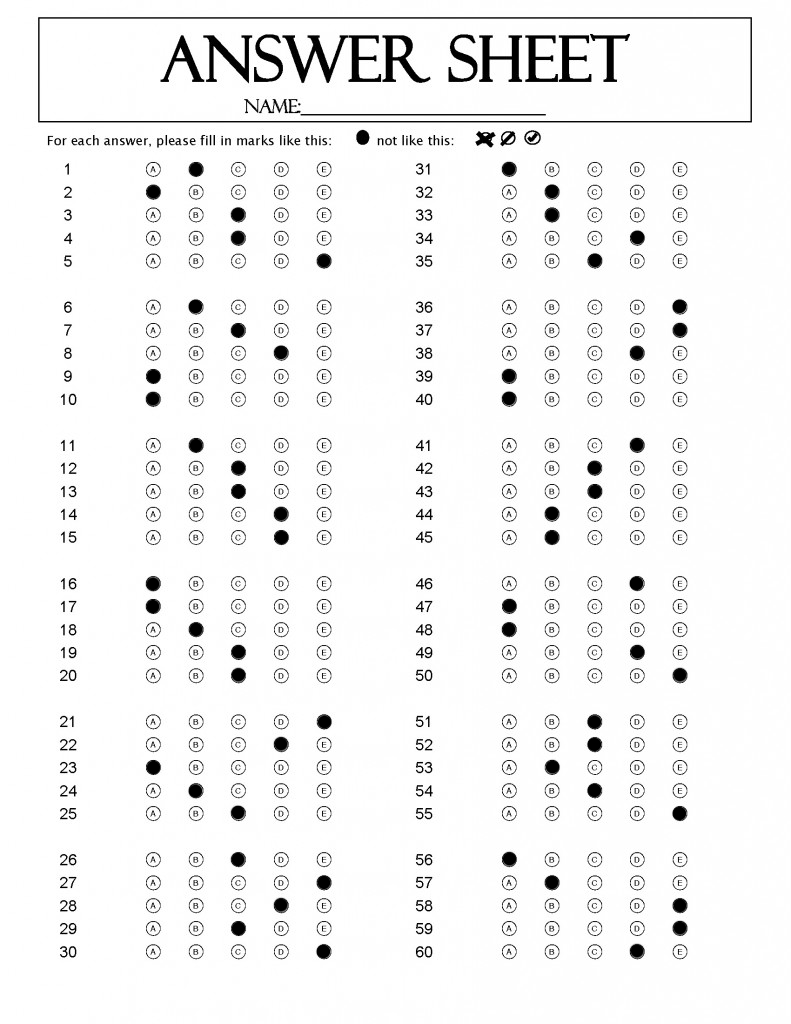 ANSWER SHEET
NAME:
For each answer, please fill in marks like this: not like this:
1 A C D E 31 B C D E
2 B C D E 32 A C D E
3 A B D E 33 A C D E
4 A B D E 34 A B C E
5 A B C D 35 A B D E
6 A C D E 36 A B C D
7 A B D E 37 A B C D
8 A B C E 38 A B C E
9 B C D E 39 B C D E
10 B C D E 40 B C D E
11 A C D E 41 A B C E
12 A B D E 42 A B D E
13 A B D E 43 A B D E
14 A B C E 44 A C D E
15 A B C E 45 A C D E
16 B C D E 46 A B C E
17 B C D E 47 B C D E
18 A C D E 48 B C D E
19 A B D E 49 A B C E
20 A B D E 50 A B C D
21 A B C D 51 A B D E
22 A B C E 52 A B D E
23 B C D E 53 A C D E
24 A C D E 54 A B D E
25 A B D E 55 A B C D
26 A B D E 56 B C D E
27 A B C D 57 A C D E
28 A B C E 58 A B C D
29 A B D E 59 A B C D
30 A B C D 60 A B C E